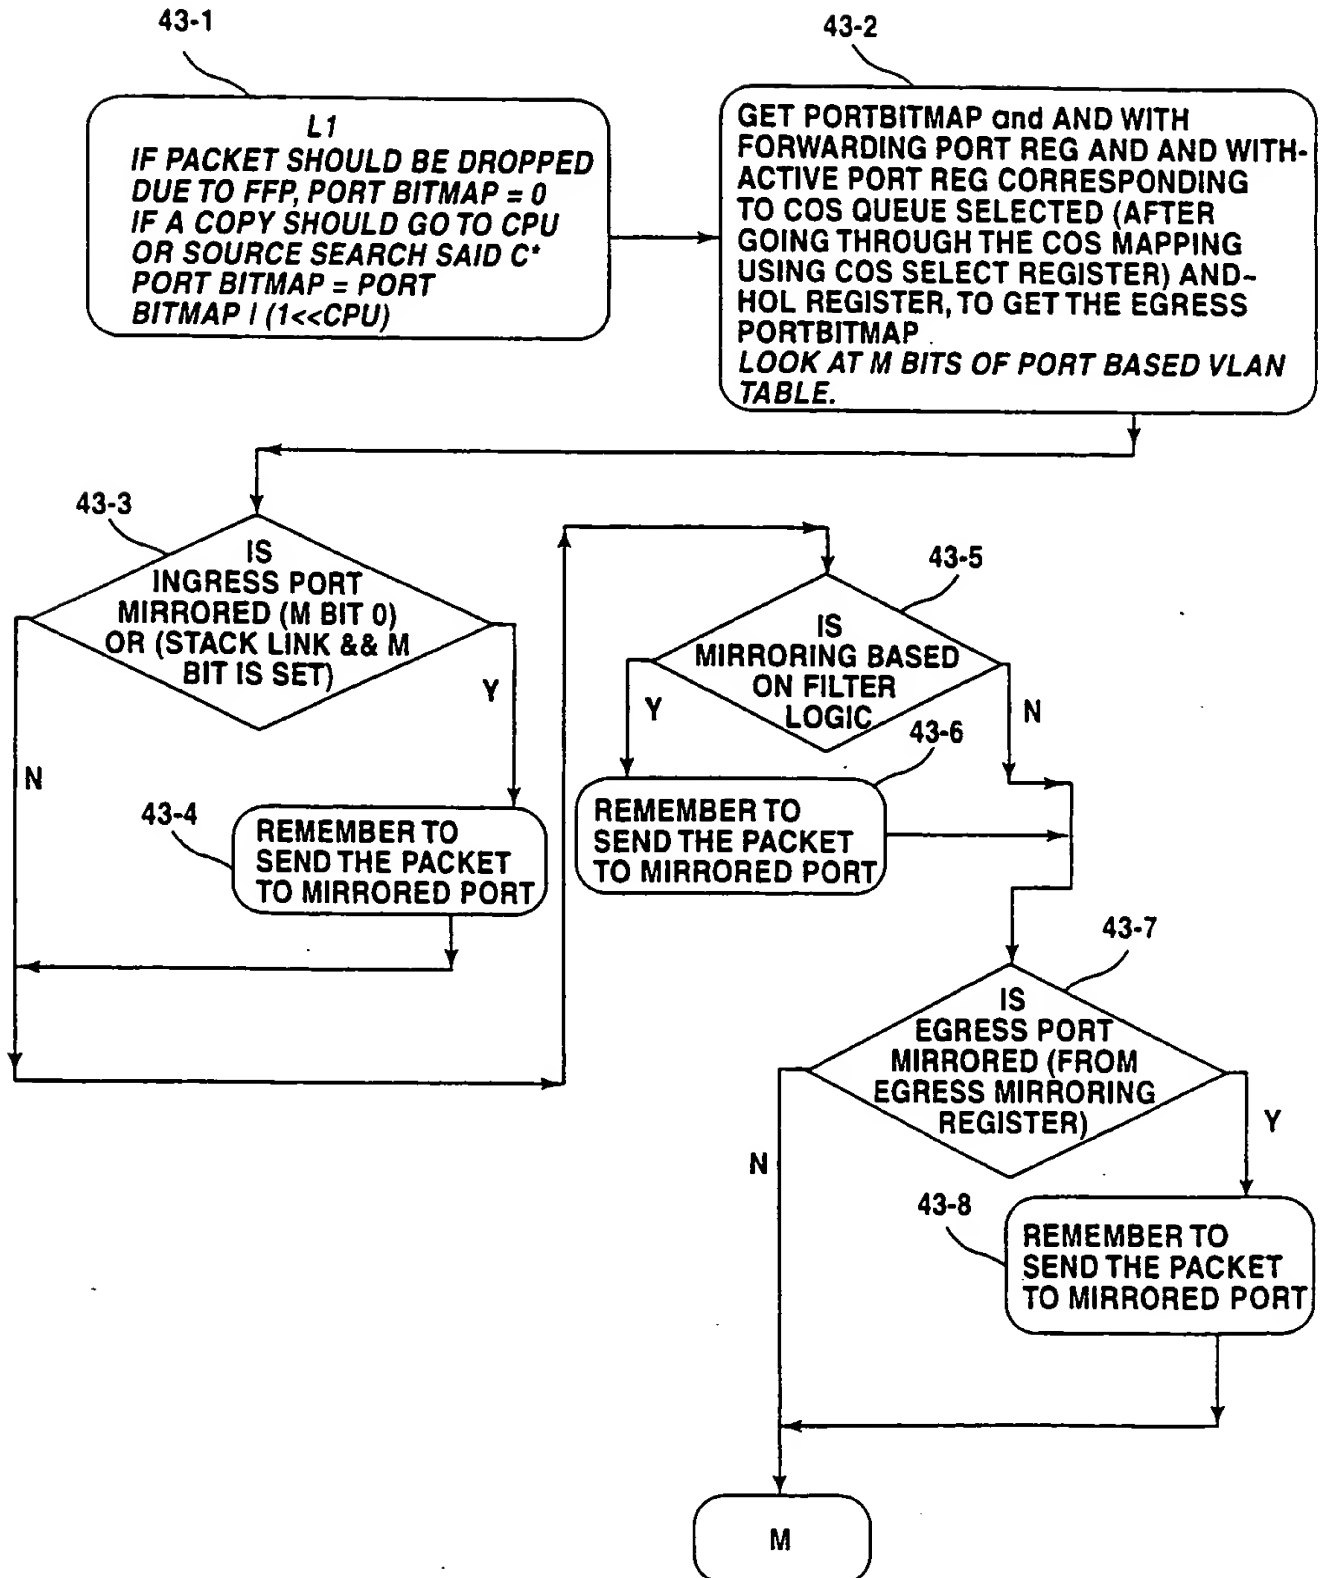 43-1
L1
IF PACKET SHOULD BE DROPPED
DUE TO FFP, PORT BITMAP = 0
IF A COPY SHOULD GO TO CPU
OR SOURCE SEARCH SAID C*
PORT BITMAP = PORT
BITMAP | (1<<CPU)
43-2
GET PORTBITMAP and AND WITH
FORWARDING PORT REG AND AND WITH-
ACTIVE PORT REG CORRESPONDING
TO COS QUEUE SELECTED (AFTER
GOING THROUGH THE COS MAPPING
USING COS SELECT REGISTER) AND~
HOL REGISTER, TO GET THE EGRESS
PORTBITMAP
LOOK AT M BITS OF PORT BASED VLAN
TABLE.
43-3
IS
INGRESS PORT
MIRRORED (M BIT 0)
OR (STACK LINK && M
BIT IS SET)
Y
N
43-4
REMEMBER TO
SEND THE PACKET
TO MIRRORED PORT
43-5
IS
MIRRORING BASED
ON FILTER
LOGIC
Y
N
43-6
REMEMBER TO
SEND THE PACKET
TO MIRRORED PORT
43-7
IS
EGRESS PORT
MIRRORED (FROM
EGRESS MIRRORING
REGISTER)
Y
N
43-8
REMEMBER TO
SEND THE PACKET
TO MIRRORED PORT
M